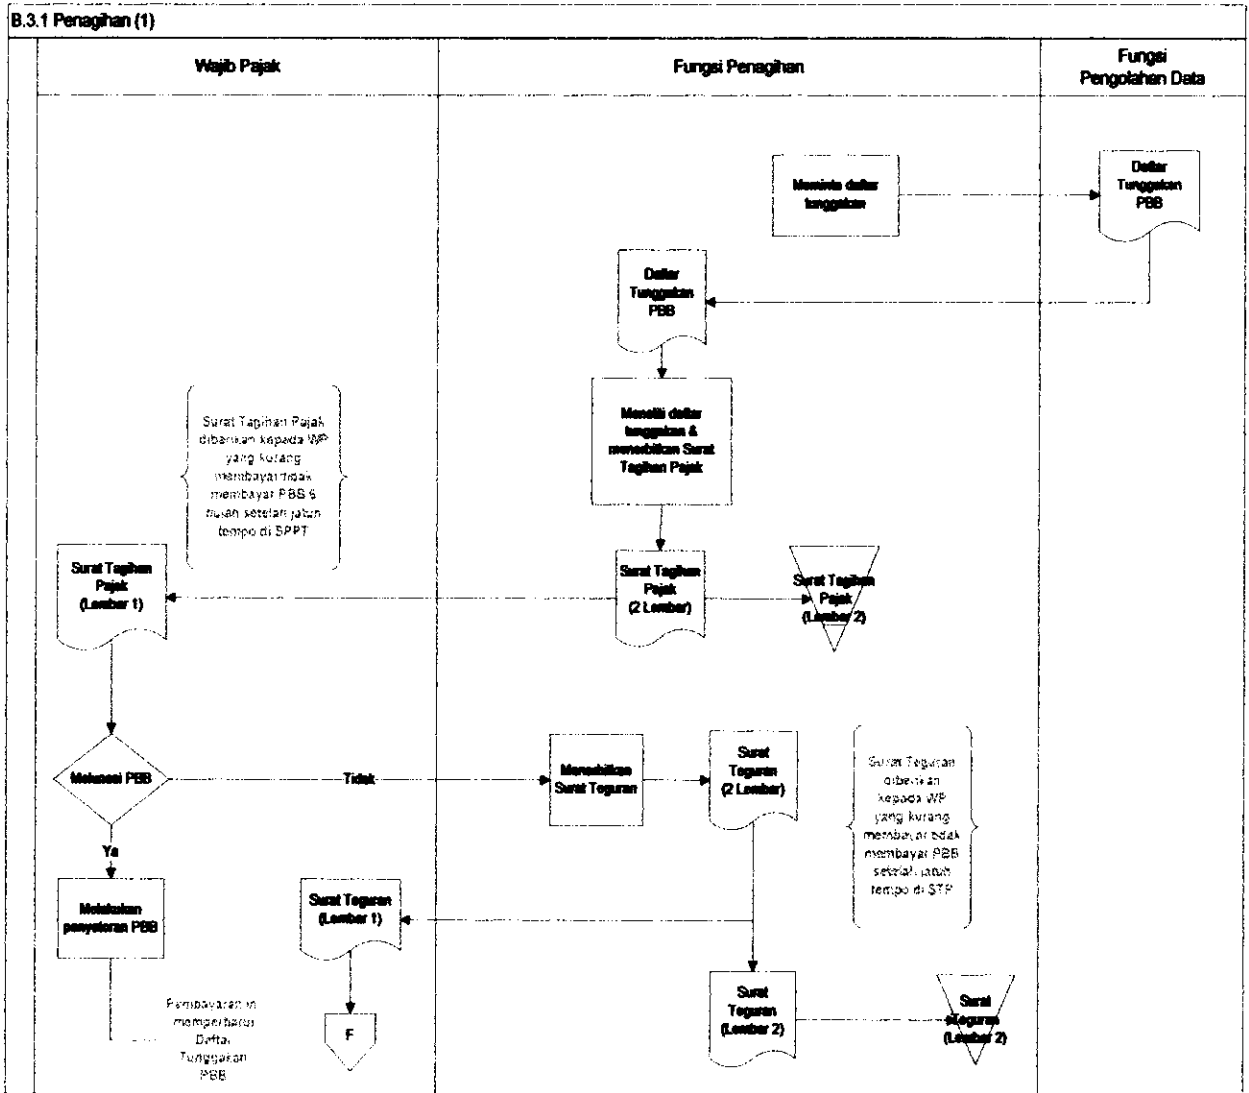 B.3.1 Penagihan (1)
Wajib Pajak
Fungsi Penagihan
Fungsi
Pengolahan Data
Meminta daftar
tunggakan
Daftar
Tunggakan
PBB
Daftar
Tunggakan
PBB
Meneliti daftar
tunggakan &
menerbitkan Surat
Tagihan Pajak
Surat Tagihan Pajak
diberikan kepada WP
yang kurang
membayar/tidak
membayar PBB 6
bulan setelah jatuh
tempo di SPPT
Surat Tagihan
Pajak
(Lembar 1)
Surat Tagihan
Pajak
(2 Lembar)
Surat Tagihan
Pajak
(Lembar 2)
Melunasi PBB
Tidak
Menerbitkan
Surat Teguran
Surat
Teguran
(2 Lembar)
Surat Teguran
diberikan
kepada WP
yang kurang
membayar/tidak
membayar PBB
setelah jatuh
tempo di STP
Ya
Melakukan
penyetoran PBB
Surat Teguran
(Lembar 1)
Surat
Teguran
(Lembar 2)
Surat
Teguran
(Lembar 2)
Pembayaran ini
memperbarui
Daftar
Tunggakan
PBB
F